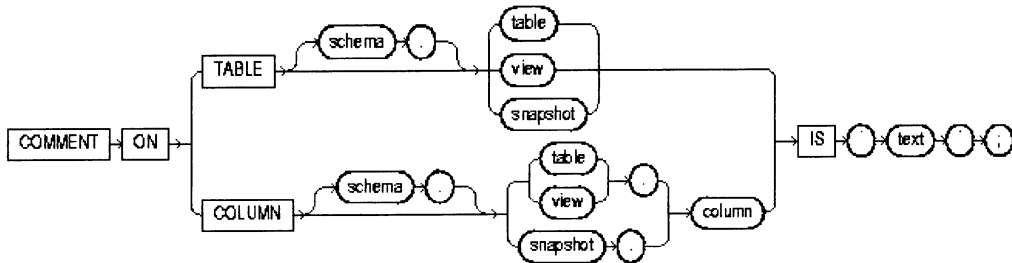 schema .
table
TABLE
view
snapshot
COMMENT ON
IS ' text ' ;
table
schema .
.
view
COLUMN
column
snapshot .